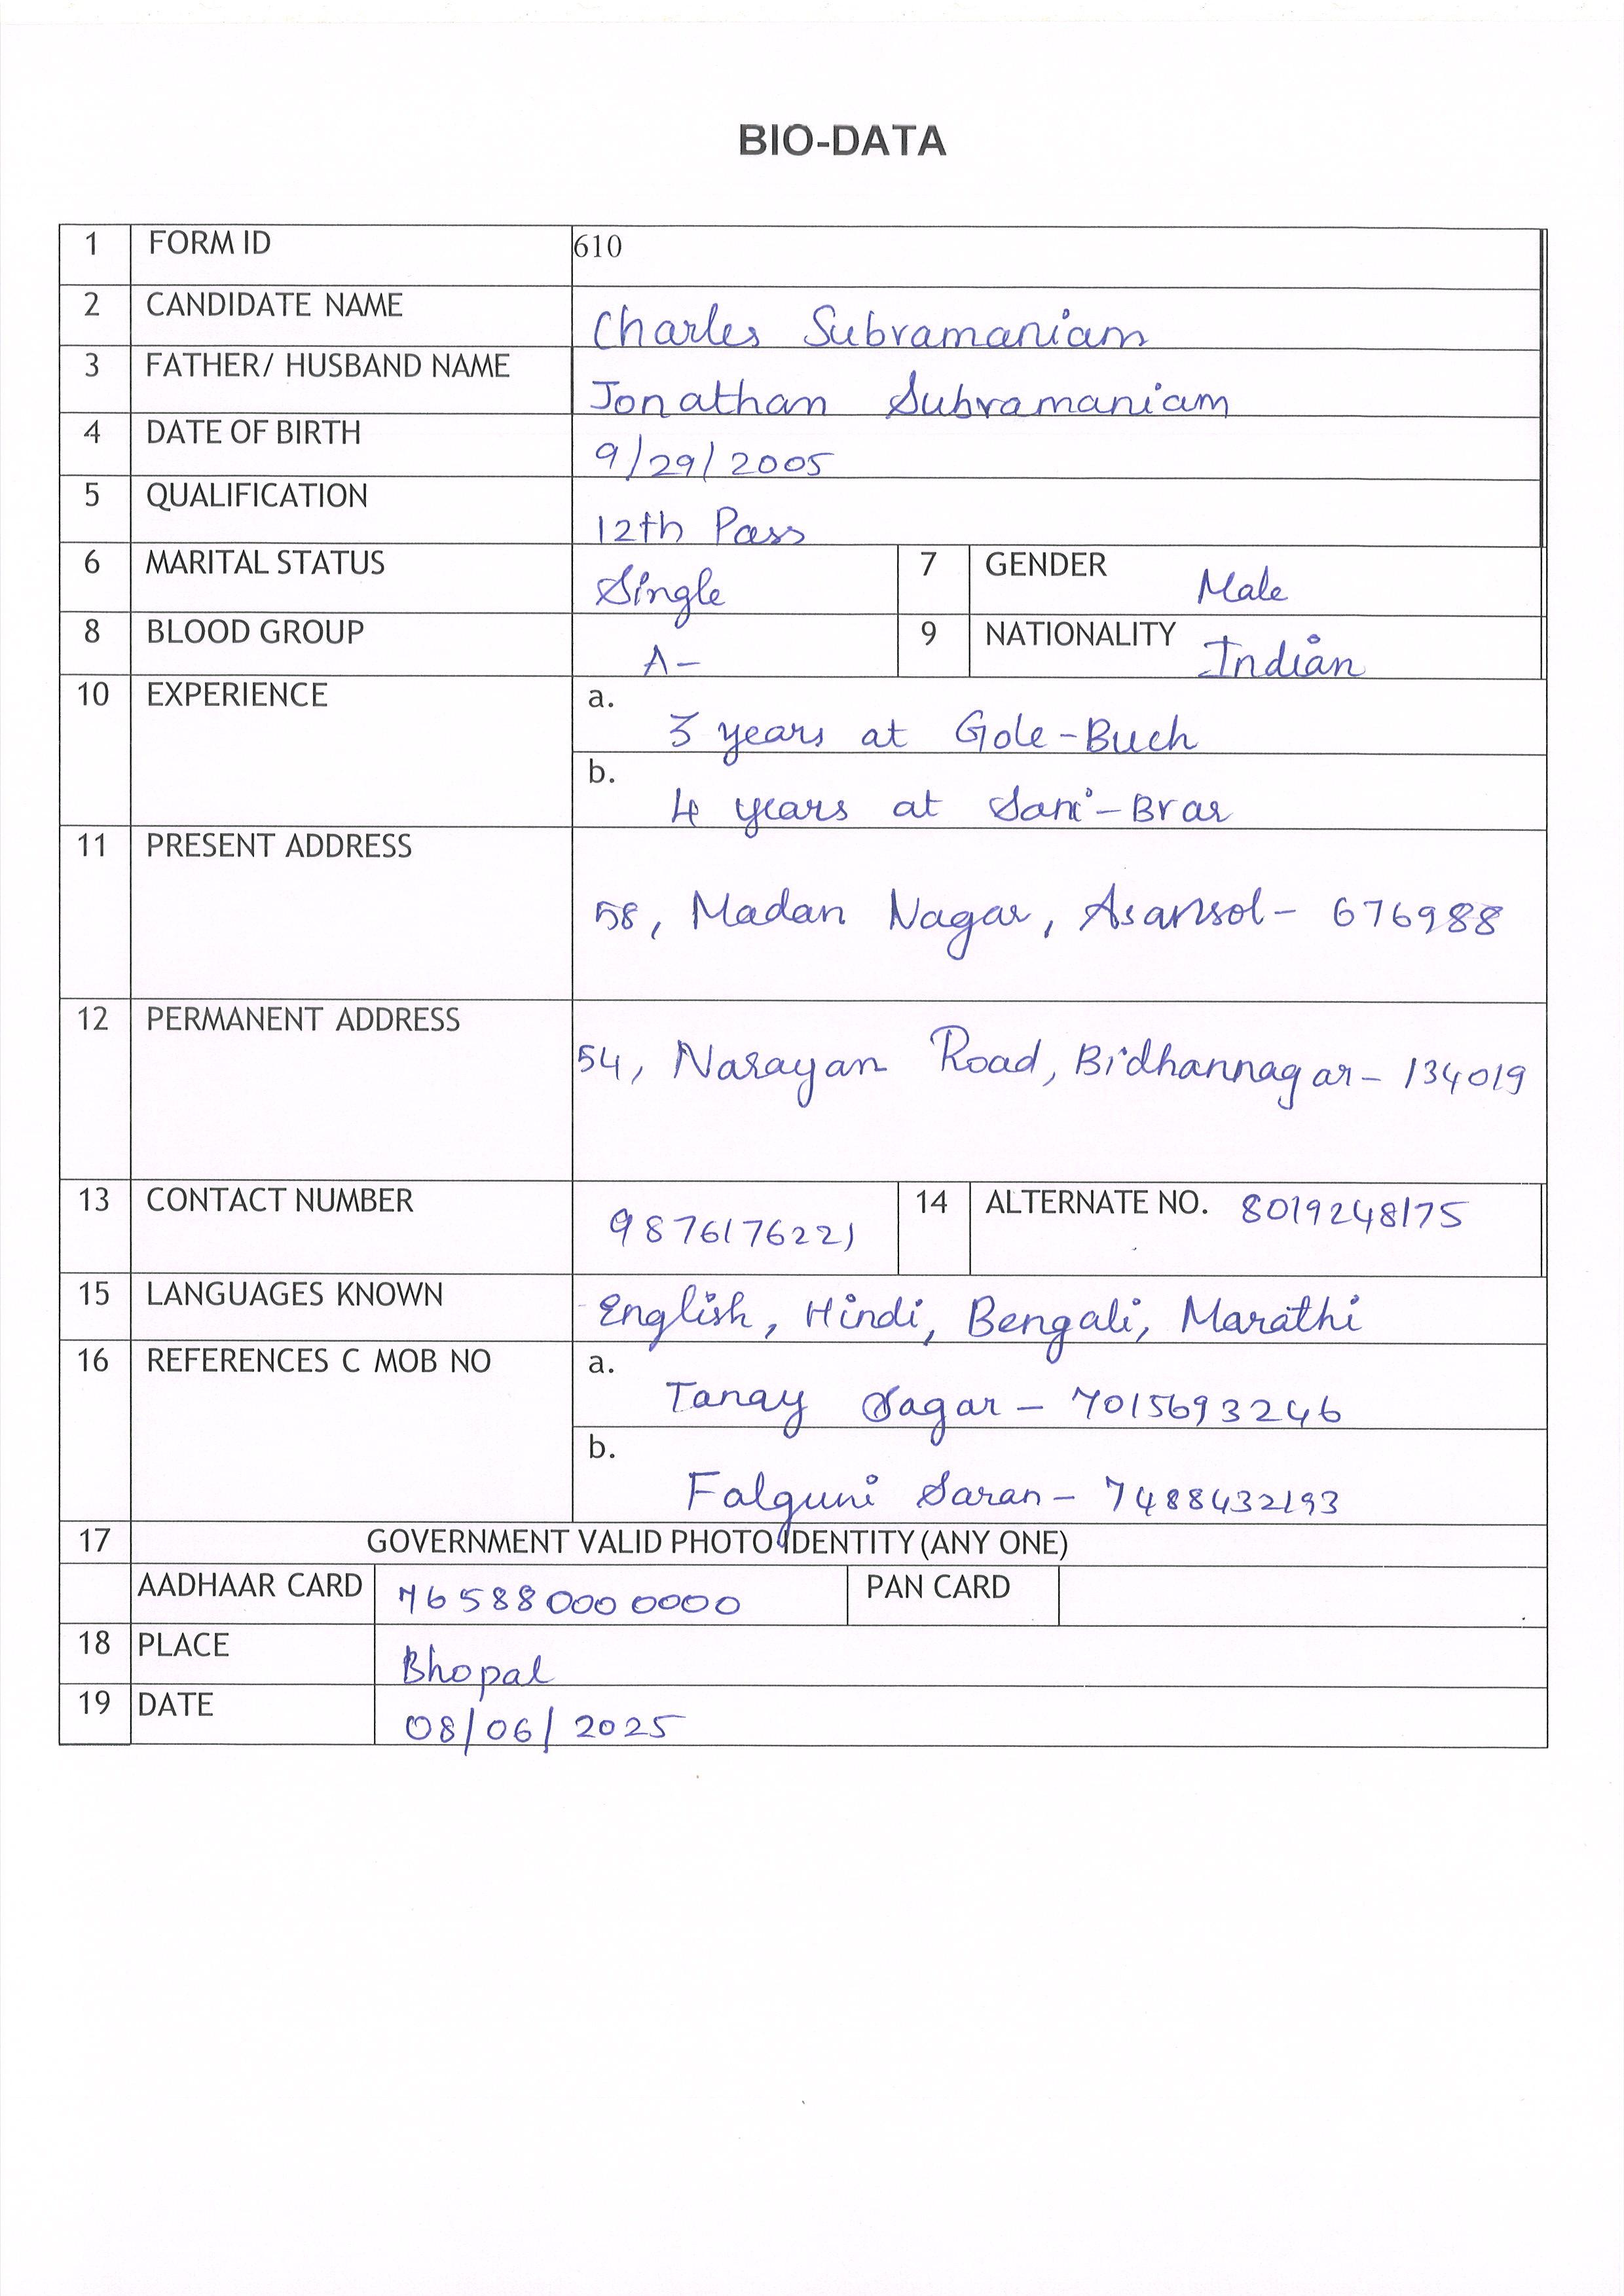 BIO-DATA
1 FORM ID 610
2 CANDIDATE NAME Charles Subramaniam
3 FATHER/ HUSBAND NAME Jonathan Subramaniam
4 DATE OF BIRTH 9/29/2005
5 QUALIFICATION 12th Pass
6 MARITAL STATUS Single 7 GENDER Male
8 BLOOD GROUP A- 9 NATIONALITY Indian
10 EXPERIENCE a. 3 years at Gole-Buch
b. 4 years at Sani-Brar
11 PRESENT ADDRESS 58, Madan Nagar, Asansol- 676988
12 PERMANENT ADDRESS 54, Narayan Road, Bidhannagar- 134019
13 CONTACT NUMBER 9876176221 14 ALTERNATE NO. 8019248175
15 LANGUAGES KNOWN English, Hindi, Bengali, Marathi
16 REFERENCES C MOB NO a. Tanay Sagar - 7015693246
b. Falguni Saran - 7488432193
17 GOVERNMENT VALID PHOTO IDENTITY (ANY ONE)
AADHAAR CARD 765880000000 PAN CARD
18 PLACE Bhopal
19 DATE 08/06/2025